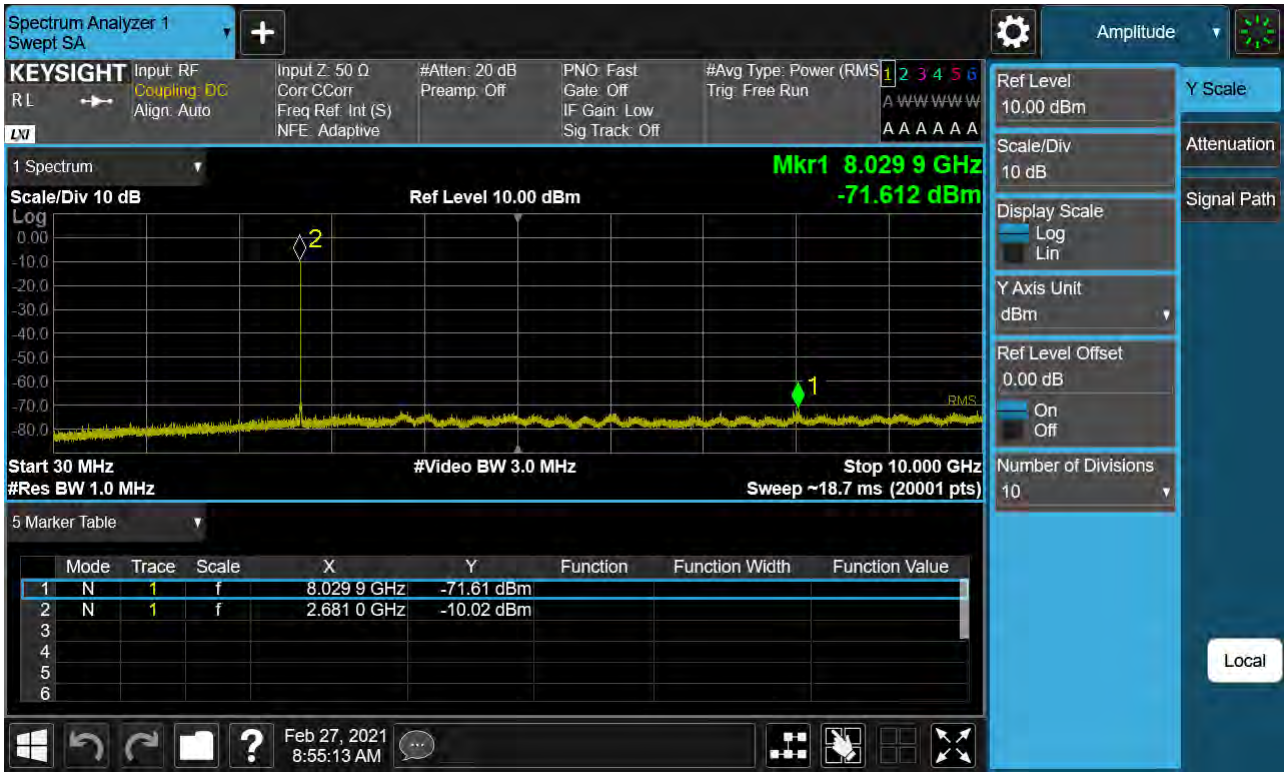 Spectrum Analyzer 1
Swept SA
+
Amplitude
KEYSIGHT
RL
LXI
Input: RF
Coupling: DC
Align: Auto
Input Z: 50 Ω
Corr CCorr
Freq Ref: Int (S)
NFE: Adaptive
#Atten: 20 dB
Preamp: Off
PNO: Fast
Gate: Off
IF Gain: Low
Sig Track: Off
#Avg Type: Power (RMS
Trig: Free Run
1 2 3 4 5 6
A W W W W W
A A A A A A
1 Spectrum
Mkr1 8.029 9 GHz
-71.612 dBm
Scale/Div 10 dB
Ref Level 10.00 dBm
Log
0.00
-10.0
-20.0
-30.0
-40.0
-50.0
-60.0
-70.0
-80.0
2
1
RMS
Start 30 MHz
#Video BW 3.0 MHz
Stop 10.000 GHz
#Res BW 1.0 MHz
Sweep ~18.7 ms (20001 pts)
5 Marker Table
Mode Trace Scale X Y Function Function Width Function Value
1 N 1 f 8.029 9 GHz -71.61 dBm
2 N 1 f 2.681 0 GHz -10.02 dBm
3
4
5
6
Ref Level
10.00 dBm
Scale/Div
10 dB
Display Scale
Log
Lin
Y Axis Unit
dBm
Ref Level Offset
0.00 dB
On
Off
Number of Divisions
10
Y Scale
Attenuation
Signal Path
Local
?
Feb 27, 2021
8:55:13 AM